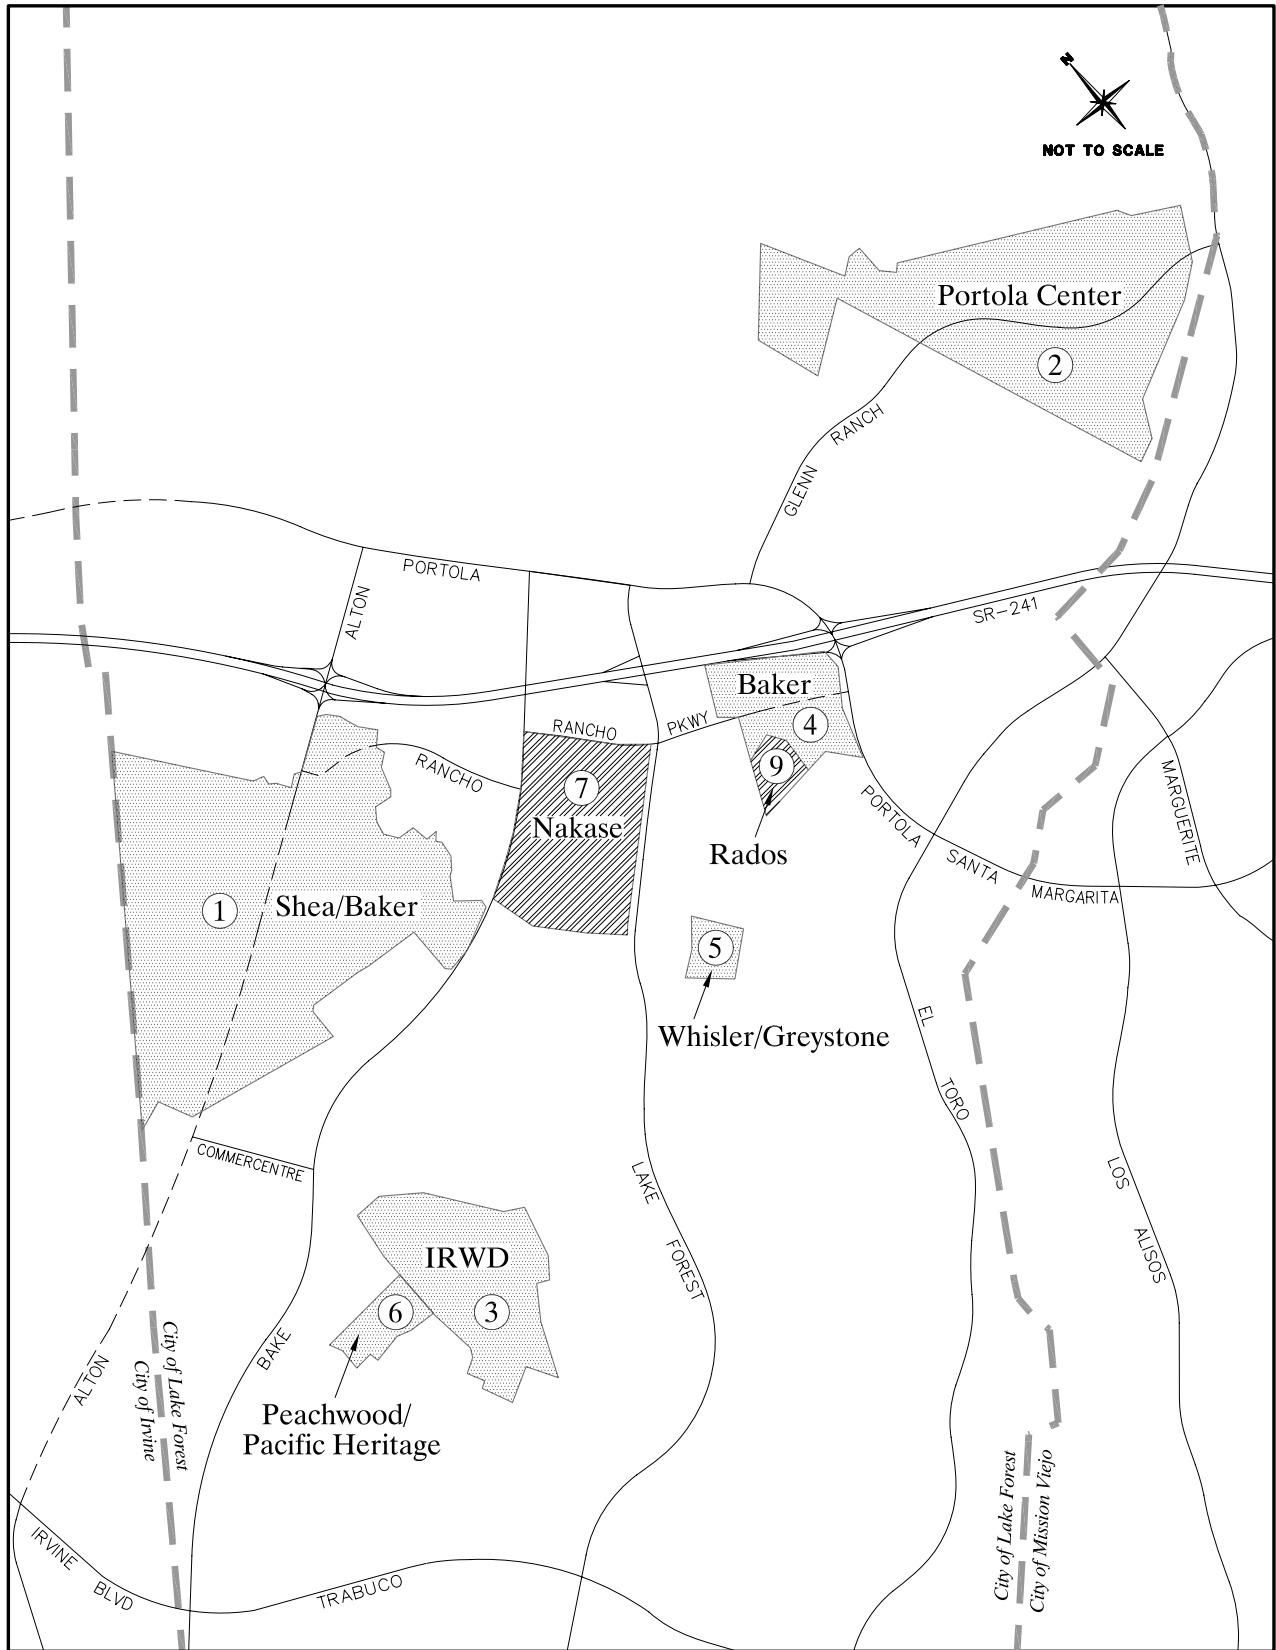 N
NOT TO SCALE
Portola Center
2
GLENN
RANCH
PORTOLA
ALTON
SR-241
Baker
4
RANCHO
PKWY
RANCHO
7
Nakase
9
Rados
PORTOLA
SANTA
MARGARITA
MARGUERITE
1
Shea/Baker
5
Whisler/Greystone
EL
TORO
COMMERCENTRE
LAKE
FOREST
LOS
ALISOS
IRWD
6
3
BAKE
ALTON
City of Lake Forest
City of Irvine
Peachwood/
Pacific Heritage
City of Lake Forest
City of Mission Viejo
IRVINE
BLVD
TRABUCO